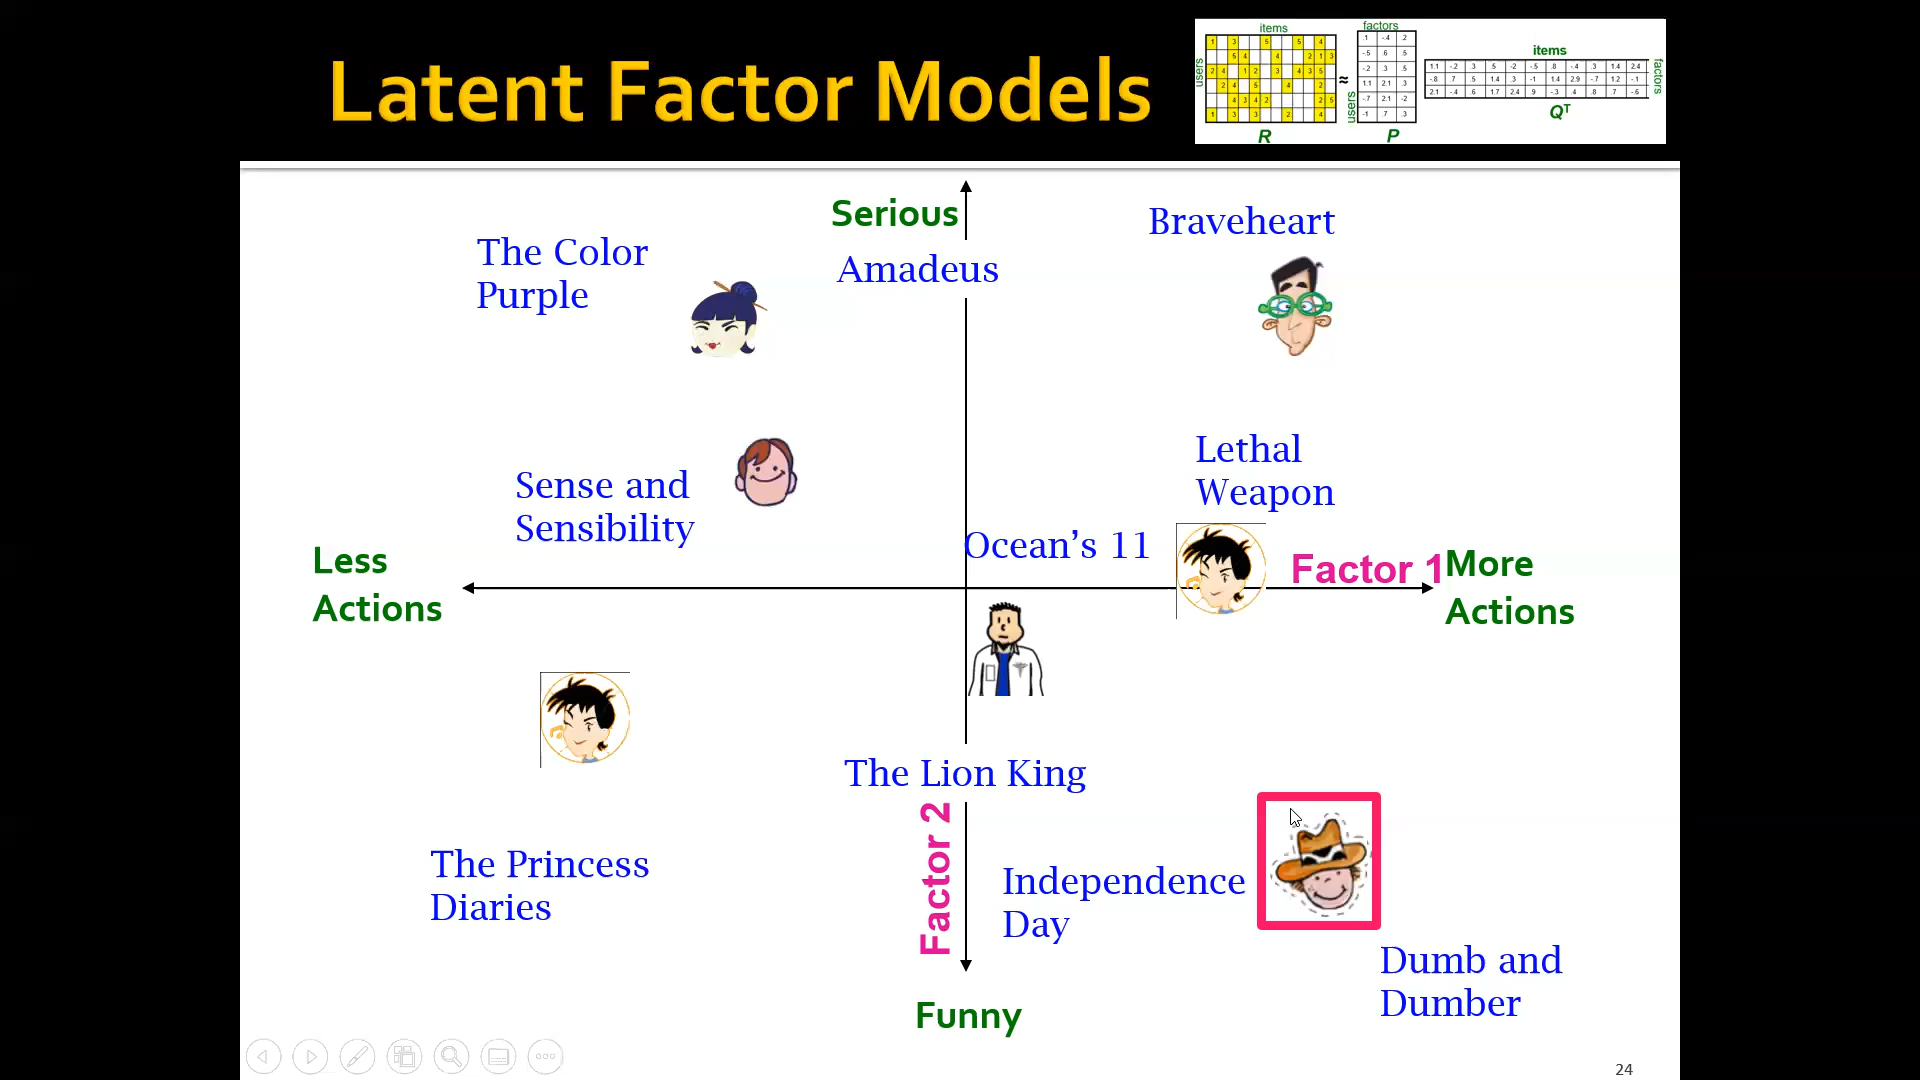 Latent Factor Models
items
users
R
≈
factors
users
P
items
factors
Qᵀ
Serious
Braveheart
The Color
Purple
Amadeus
Lethal
Weapon
Sense and
Sensibility
Ocean's 11
Less
Actions
Factor 1
More
Actions
The Lion King
Factor 2
The Princess
Diaries
Independence
Day
Dumb and
Dumber
Funny
24